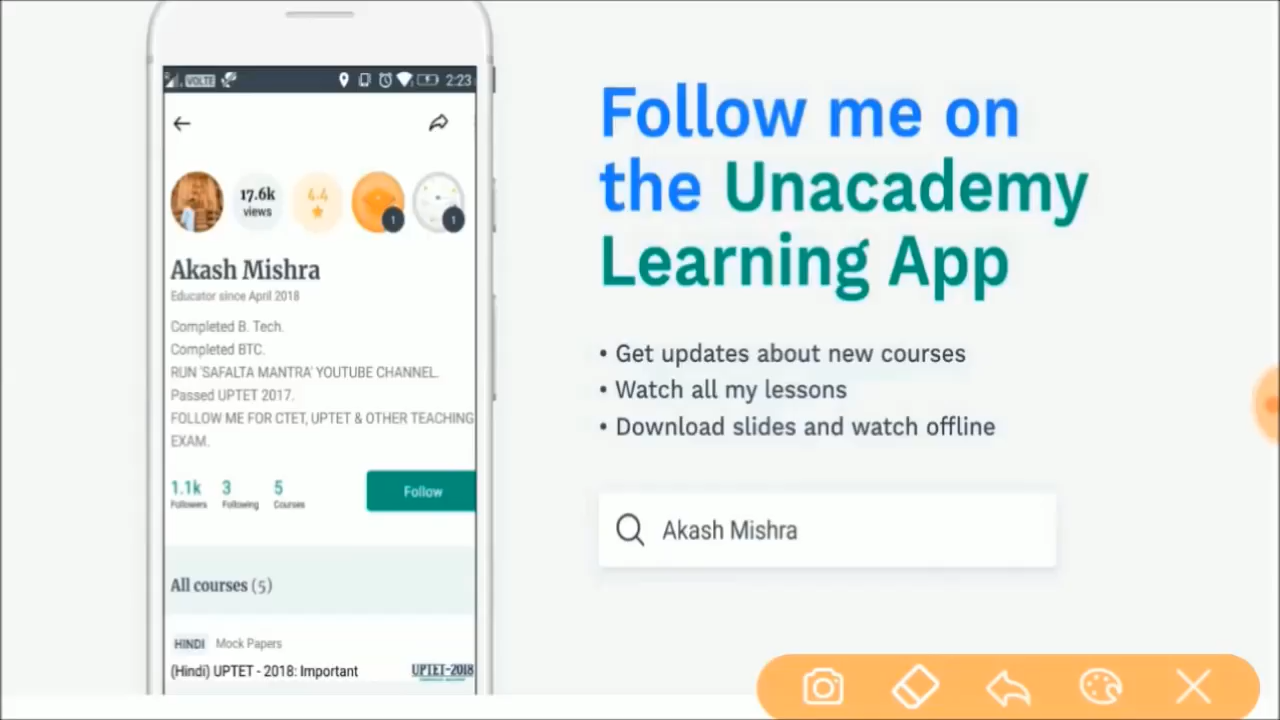 VOLTE 2:23
17.6k
views
4.4
1
1
Akash Mishra
Educator since April 2018
Completed B. Tech.
Completed BTC.
RUN 'SAFALTA MANTRA' YOUTUBE CHANNEL.
Passed UPTET 2017.
FOLLOW ME FOR CTET, UPTET & OTHER TEACHING
EXAM.
1.1k 3 5
Followers Following Courses
Follow
All courses (5)
HINDI Mock Papers
(Hindi) UPTET - 2018: Important
UPTET-2018
Follow me on
the Unacademy
Learning App
• Get updates about new courses
• Watch all my lessons
• Download slides and watch offline
Akash Mishra